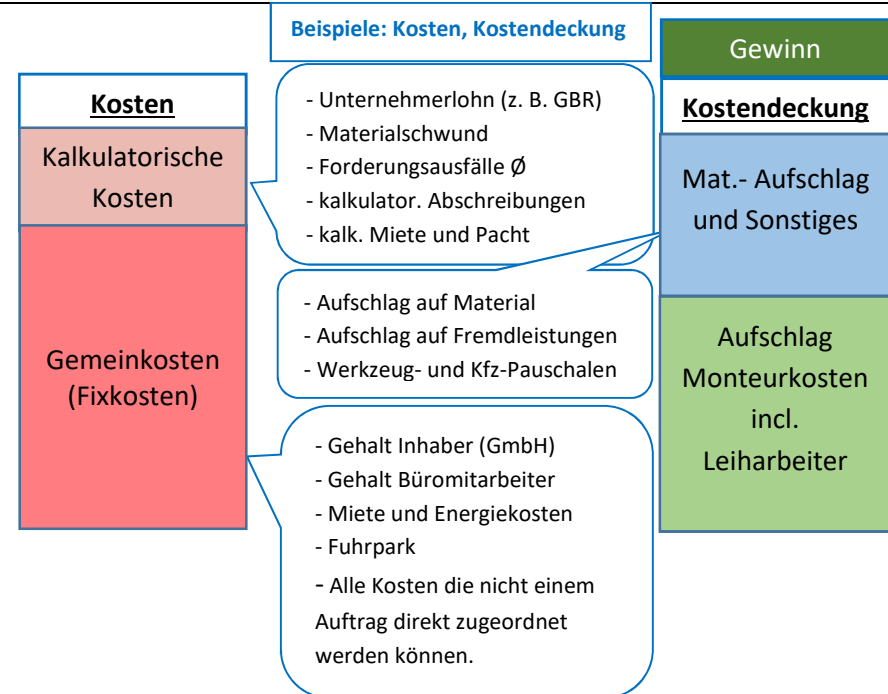 Beispiele: Kosten, Kostendeckung
Kosten
Kalkulatorische
Kosten
Gemeinkosten
(Fixkosten)
- Unternehmerlohn (z. B. GBR)
- Materialschwund
- Forderungsausfälle Ø
- kalkulator. Abschreibungen
- kalk. Miete und Pacht
- Aufschlag auf Material
- Aufschlag auf Fremdleistungen
- Werkzeug- und Kfz-Pauschalen
- Gehalt Inhaber (GmbH)
- Gehalt Büromitarbeiter
- Miete und Energiekosten
- Fuhrpark
- Alle Kosten die nicht einem
Auftrag direkt zugeordnet
werden können.
Gewinn
Kostendeckung
Mat.- Aufschlag
und Sonstiges
Aufschlag
Monteurkosten
incl.
Leiharbeiter